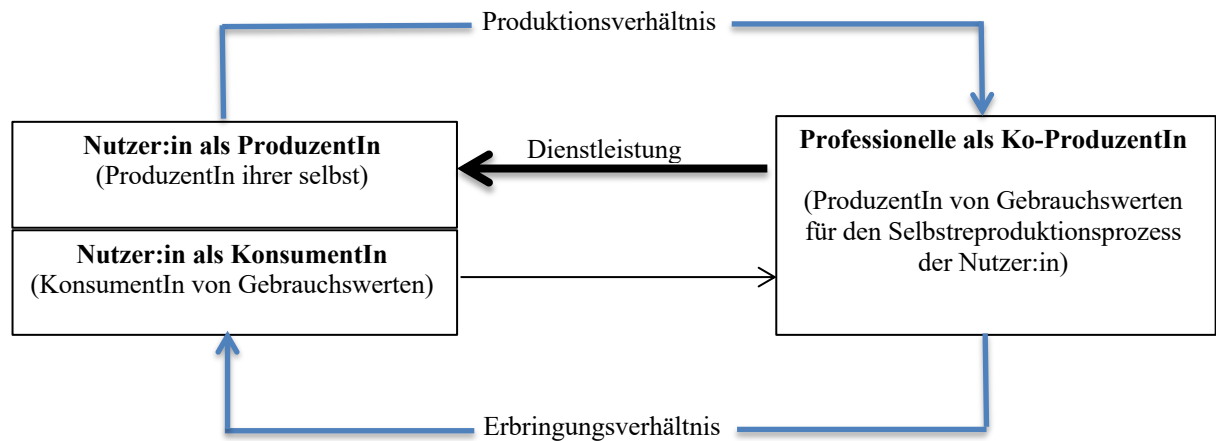 Produktionsverhältnis
Nutzer:in als ProduzentIn
(ProduzentIn ihrer selbst)
Nutzer:in als KonsumentIn
(KonsumentIn von Gebrauchswerten)
Dienstleistung
Professionelle als Ko-ProduzentIn
(ProduzentIn von Gebrauchswerten
für den Selbstreproduktionsprozess
der Nutzer:in)
Erbringungsverhältnis